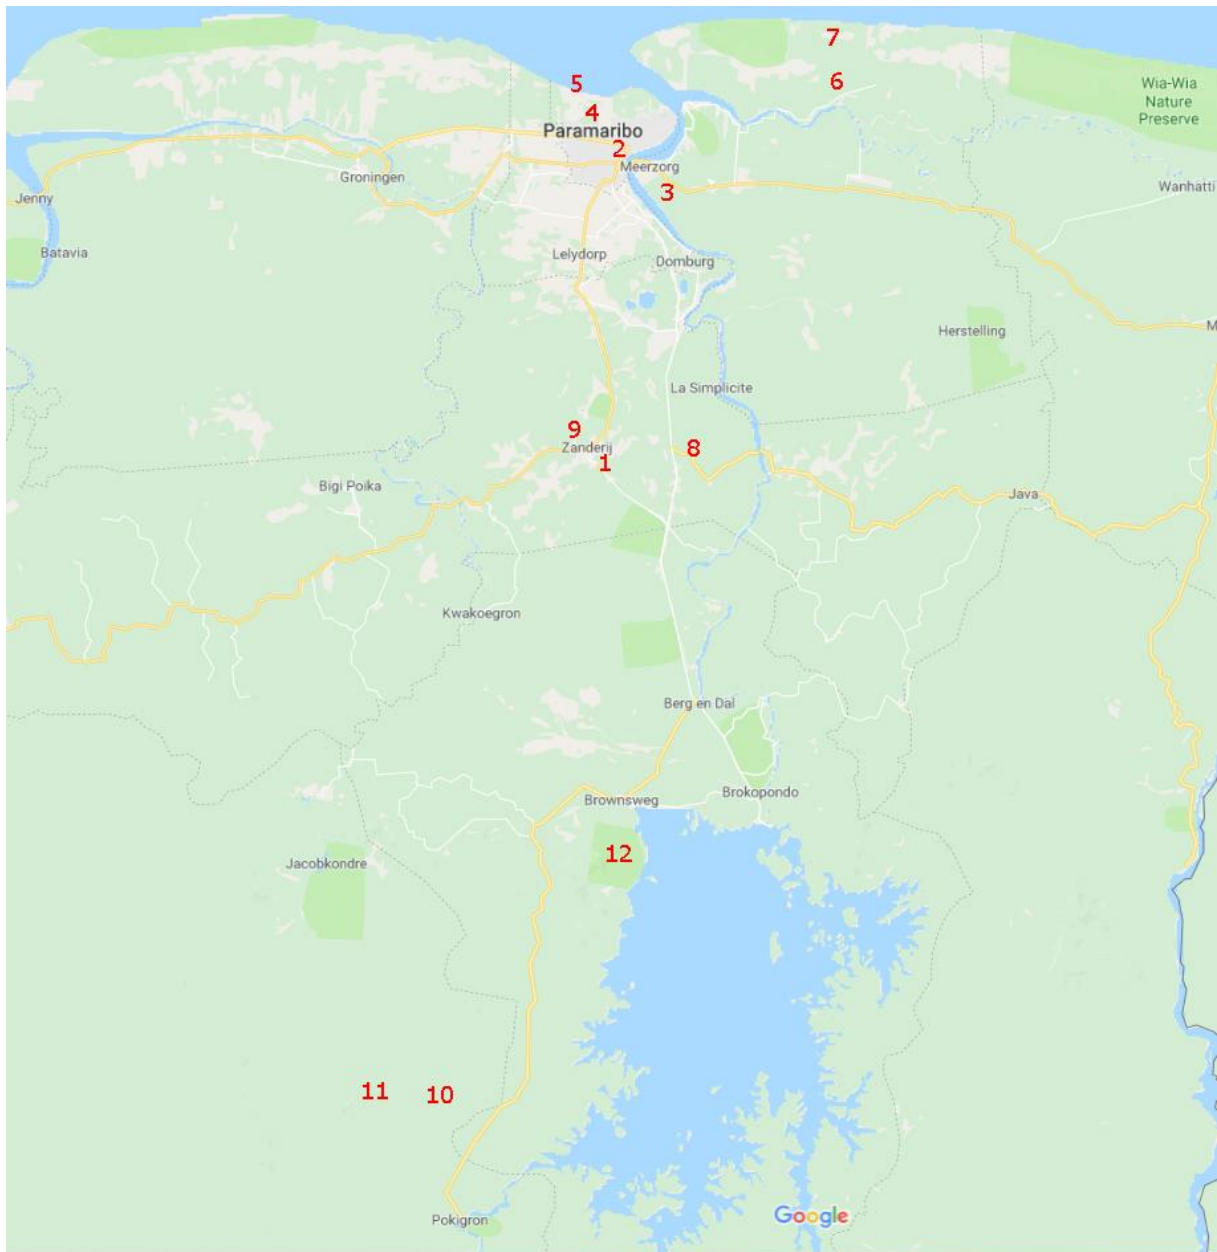 7
5
6
Wia-Wia
Nature
Preserve
4
Paramaribo
2
Meerzorg
Groningen
3
Wanhatti
Jenny
Batavia
Lelydorp
Domburg
Herstelling
M
La Simplicite
9
Zanderij
8
1
Bigi Poika
Java
Kwakoegron
Berg en Dal
Brownsweg
Brokopondo
12
Jacobkondre
11
10
Pokigron
Google